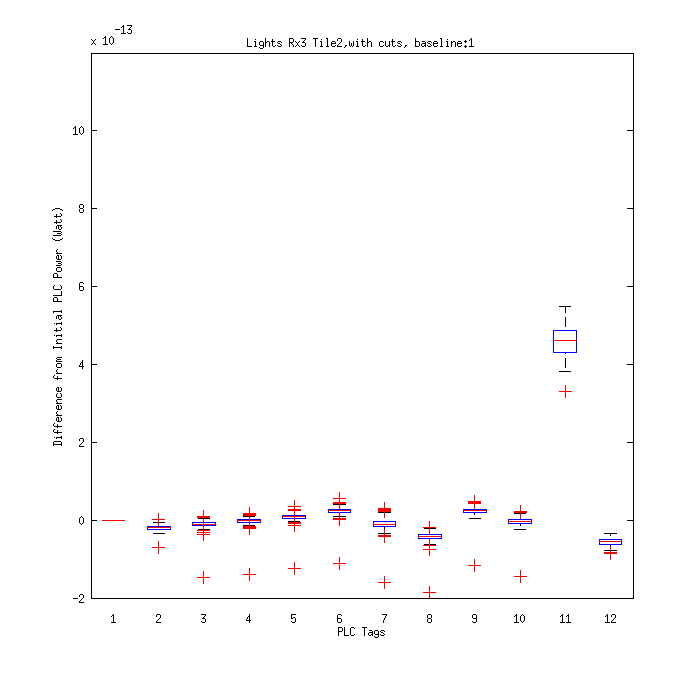 x 10^-13
Lights Rx3 Tile2,with cuts, baseline:1
Difference from Initial PLC Power (Watt)
10
8
6
4
2
0
-2
1 2 3 4 5 6 7 8 9 10 11 12
PLC Tags